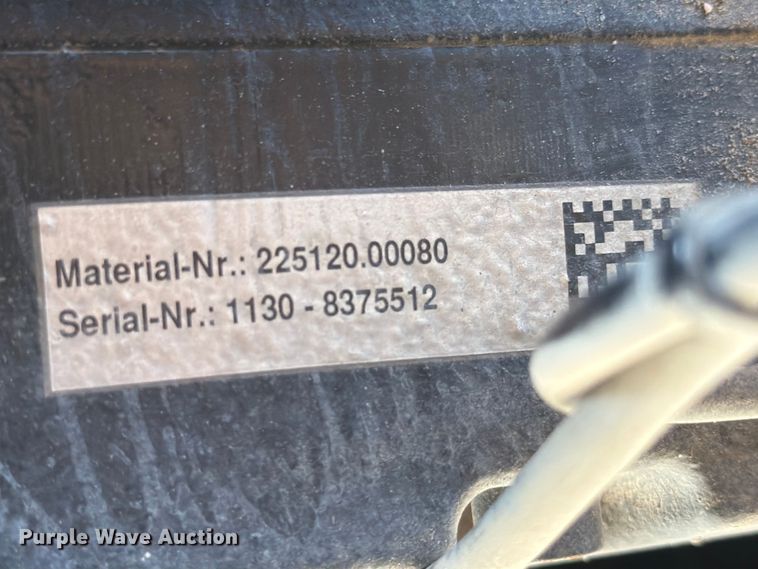 Material-Nr.: 225120.00080
Serial-Nr.: 1130 - 8375512
Purple Wave Auction